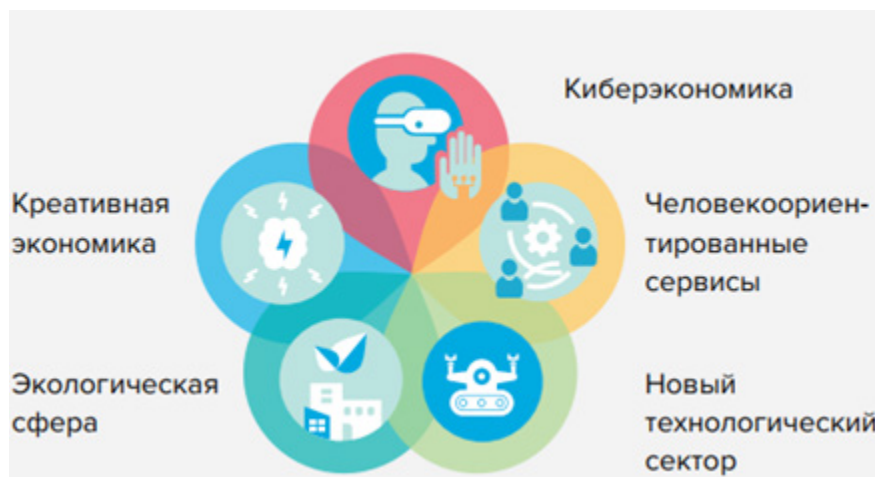 Киберэкономика
Креативная
экономика
Человекоориен-
тированные
сервисы
Экологическая
сфера
Новый
технологический
сектор